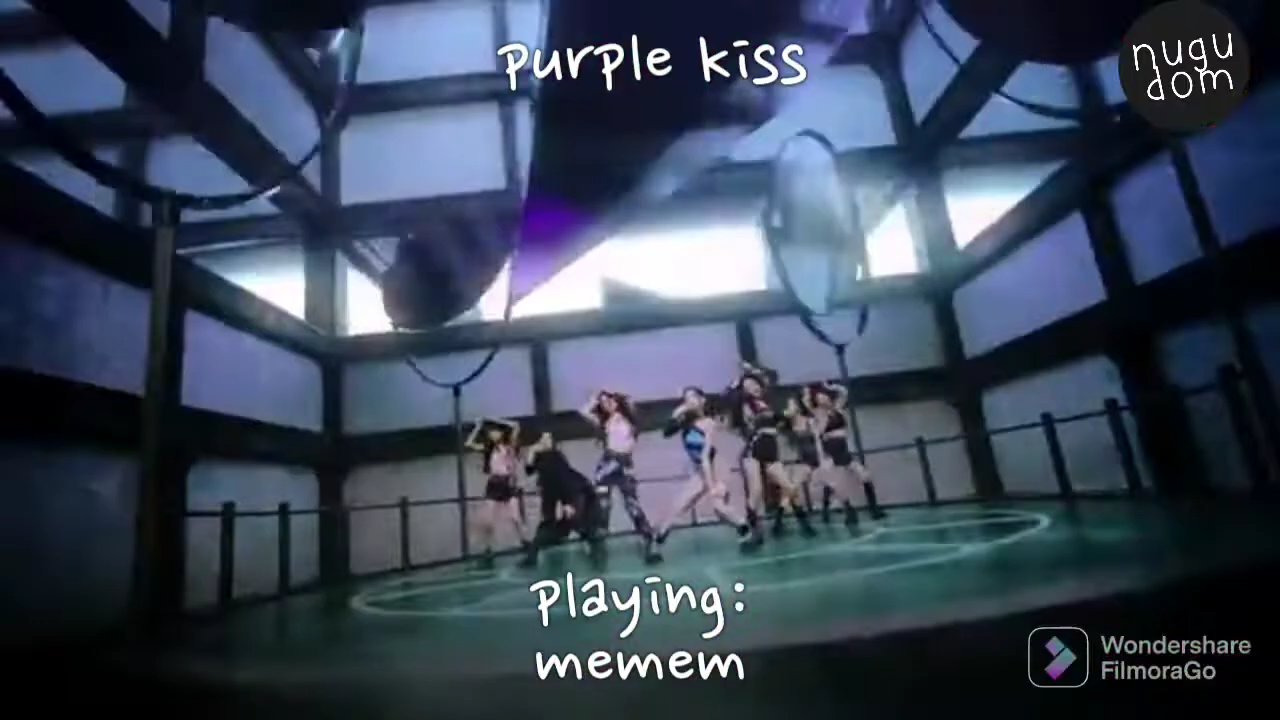 purple kiss
nugu
dom
playing:
memem
Wondershare
FilmoraGo